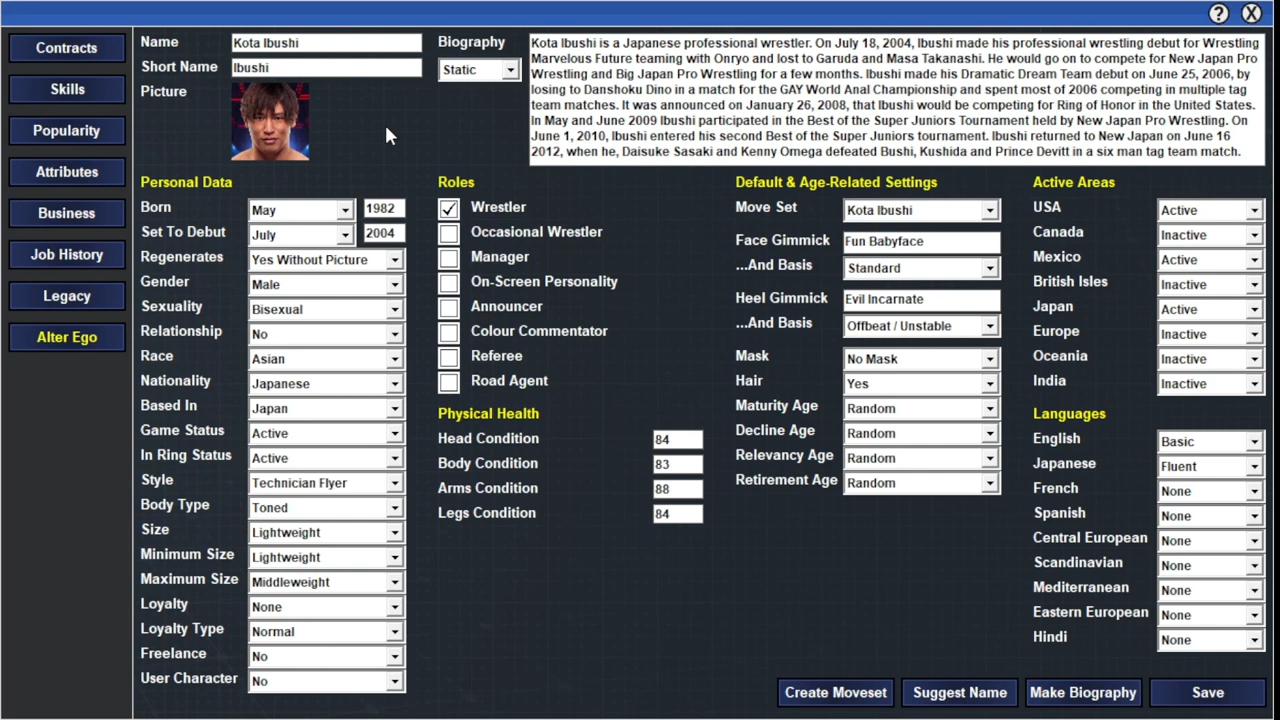 ? X
Contracts
Skills
Popularity
Attributes
Business
Job History
Legacy
Alter Ego
Name Kota Ibushi
Short Name Ibushi
Picture
Biography
Static
Kota Ibushi is a Japanese professional wrestler. On July 18, 2004, Ibushi made his professional wrestling debut for Wrestling
Marvelous Future teaming with Onryo and lost to Garuda and Masa Takanashi. He would go on to compete for New Japan Pro
Wrestling and Big Japan Pro Wrestling for a few months. Ibushi made his Dramatic Dream Team debut on June 25, 2006, by
losing to Danshoku Dino in a match for the GAY World Anal Championship and spent most of 2006 competing in multiple tag
team matches. It was announced on January 26, 2008, that Ibushi would be competing for Ring of Honor in the United States.
In May and June 2009 Ibushi participated in the Best of the Super Juniors Tournament held by New Japan Pro Wrestling. On
June 1, 2010, Ibushi entered his second Best of the Super Juniors tournament. Ibushi returned to New Japan on June 16
2012, when he, Daisuke Sasaki and Kenny Omega defeated Bushi, Kushida and Prince Devitt in a six man tag team match.
Personal Data
Born May 1982
Set To Debut July 2004
Regenerates Yes Without Picture
Gender Male
Sexuality Bisexual
Relationship No
Race Asian
Nationality Japanese
Based In Japan
Game Status Active
In Ring Status Active
Style Technician Flyer
Body Type Toned
Size Lightweight
Minimum Size Lightweight
Maximum Size Middleweight
Loyalty None
Loyalty Type Normal
Freelance No
User Character No
Roles
Wrestler
Occasional Wrestler
Manager
On-Screen Personality
Announcer
Colour Commentator
Referee
Road Agent
Physical Health
Head Condition 84
Body Condition 83
Arms Condition 88
Legs Condition 84
Default & Age-Related Settings
Move Set Kota Ibushi
Face Gimmick Fun Babyface
...And Basis Standard
Heel Gimmick Evil Incarnate
...And Basis Offbeat / Unstable
Mask No Mask
Hair Yes
Maturity Age Random
Decline Age Random
Relevancy Age Random
Retirement Age Random
Active Areas
USA Active
Canada Inactive
Mexico Active
British Isles Inactive
Japan Active
Europe Inactive
Oceania Inactive
India Inactive
Languages
English Basic
Japanese Fluent
French None
Spanish None
Central European None
Scandinavian None
Mediterranean None
Eastern European None
Hindi None
Create Moveset
Suggest Name
Make Biography
Save